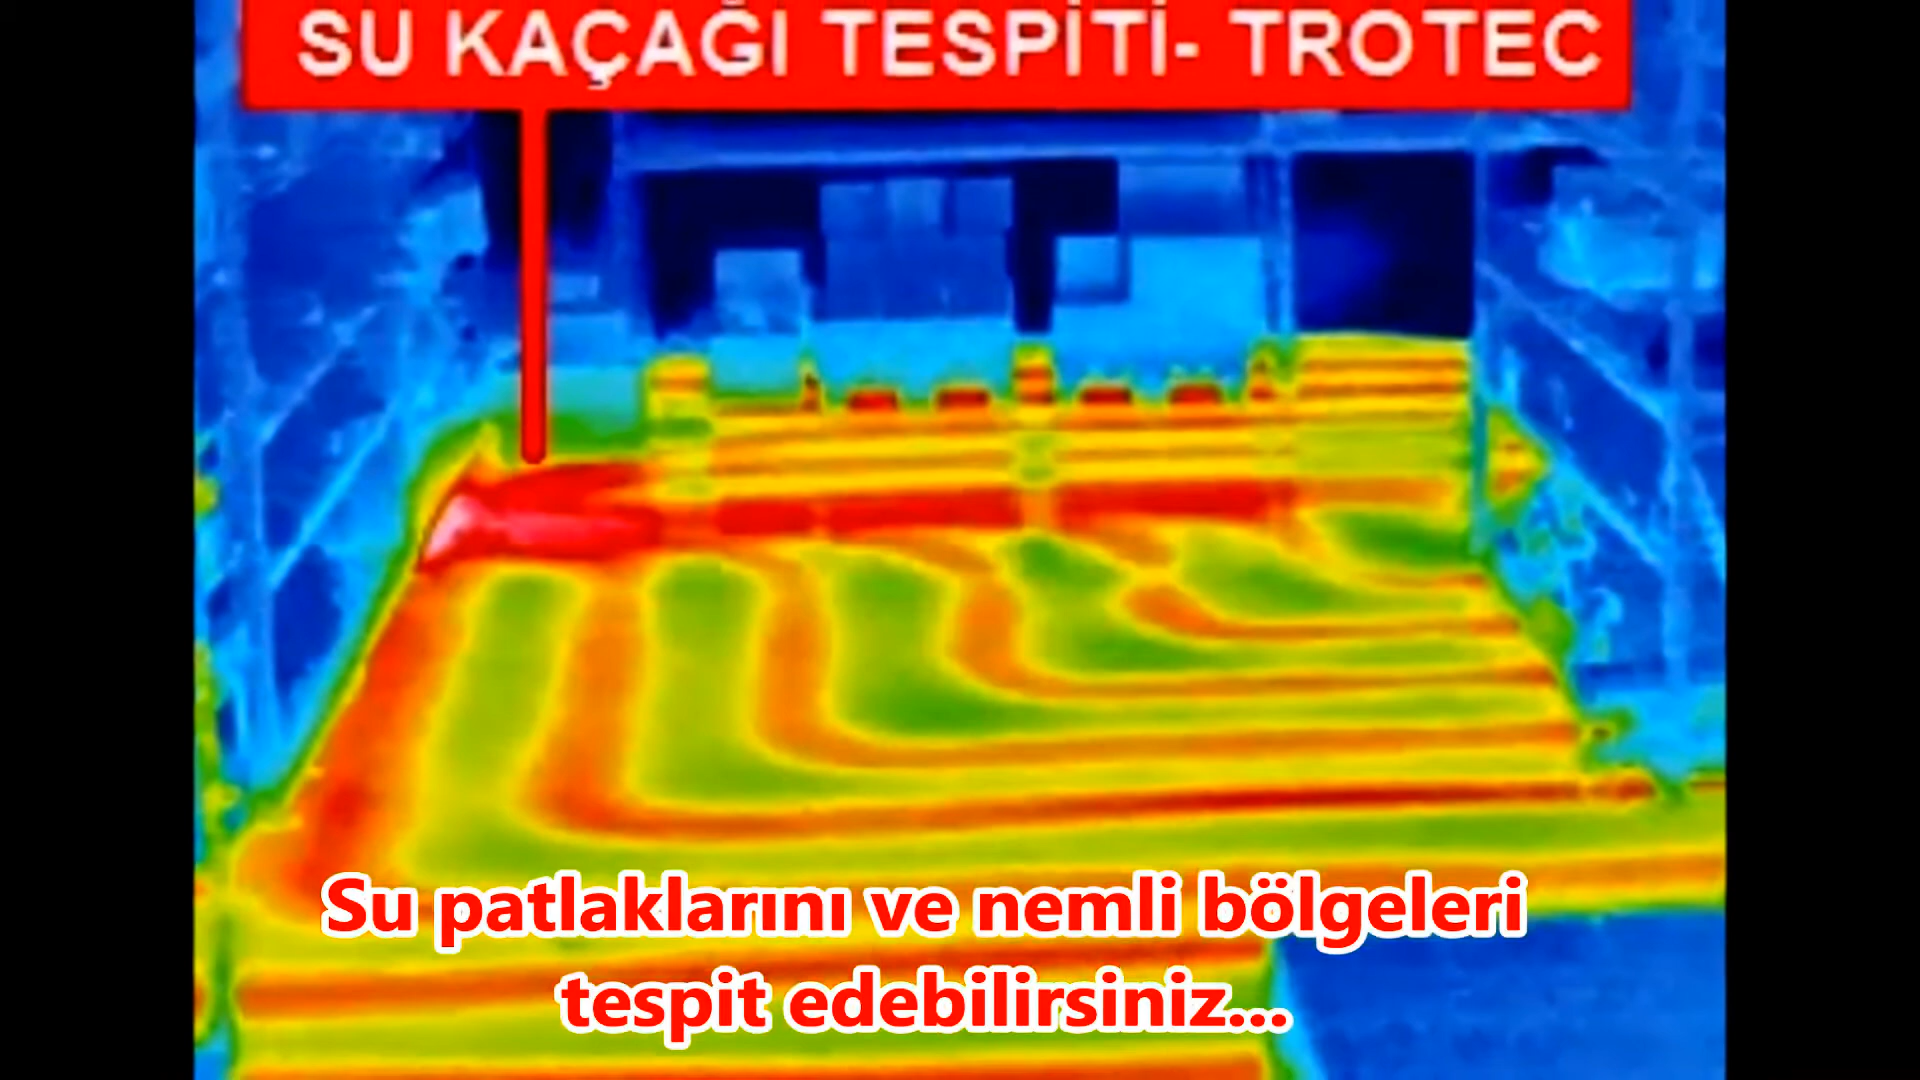 SU KAÇAĞI TESPİTİ- TROTEC
Su patlaklarını ve nemli bölgeleri
tespit edebilirsiniz...